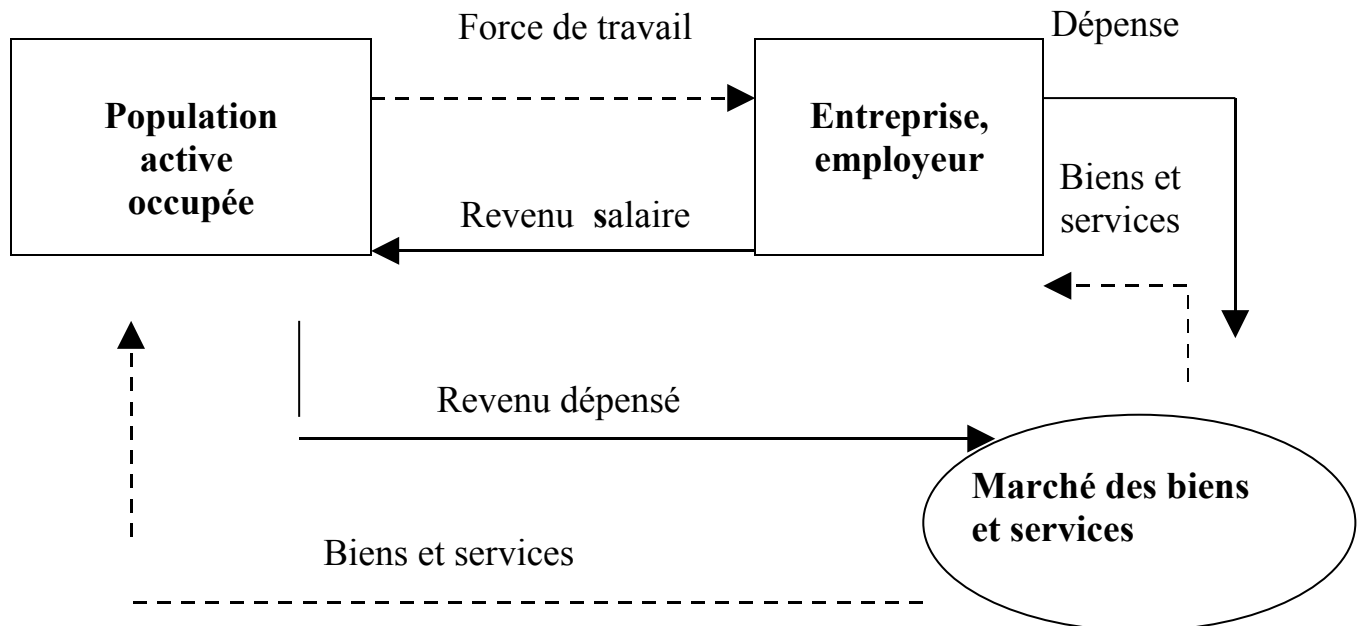 Force de travail
Dépense
Population
active
occupée
Entreprise,
employeur
Biens et
services
Revenu salaire
Revenu dépensé
Marché des biens
et services
Biens et services